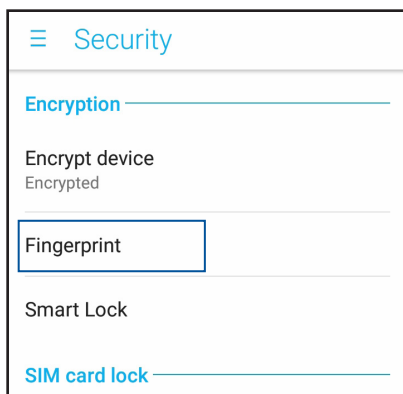 Security
Encryption
Encrypt device
Encrypted
Fingerprint
Smart Lock
SIM card lock